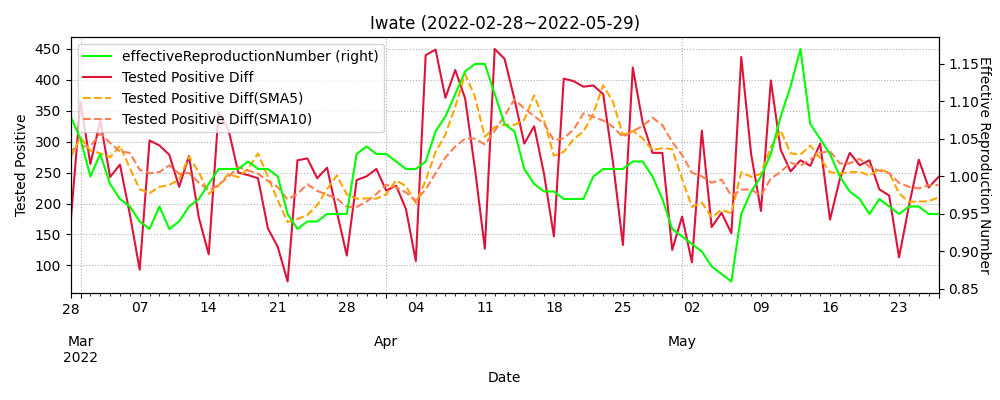 Iwate (2022-02-28~2022-05-29)
effectiveReproductionNumber (right)
Tested Positive Diff
Tested Positive Diff(SMA5)
Tested Positive Diff(SMA10)
Tested Positive
450
400
350
300
250
200
150
100
Effective Reproduction Number
1.15
1.10
1.05
1.00
0.95
0.90
0.85
28 07 14 21 28 04 11 18 25 02 09 16 23
Mar Apr May
2022
Date